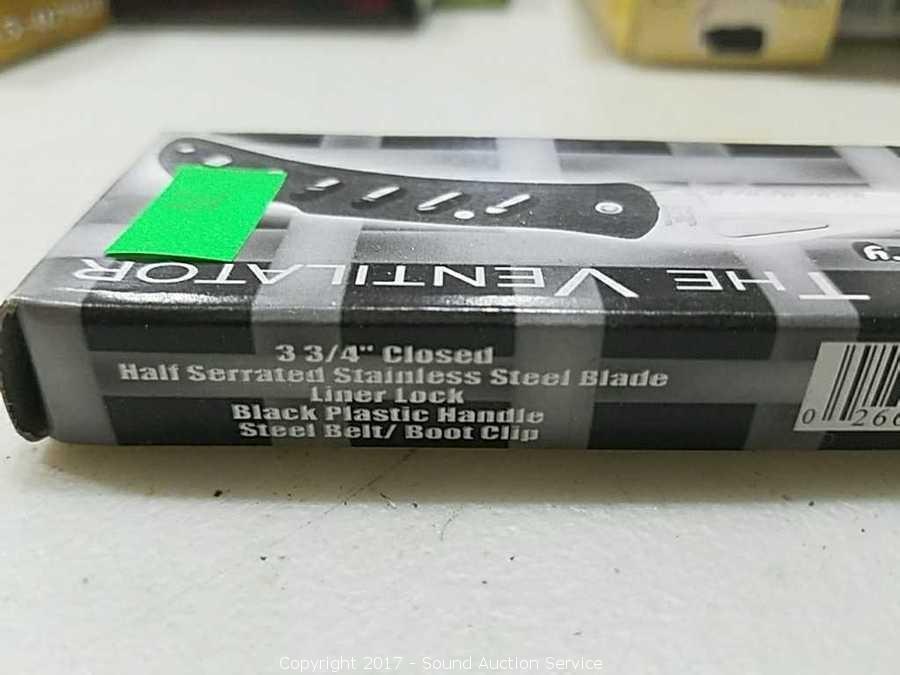 THE VENTILATOR
3 3/4" Closed
Half Serrated Stainless Steel Blade
Liner Lock
Black Plastic Handle
Steel Belt/ Boot Clip
0 266
Copyright 2017 - Sound Auction Service